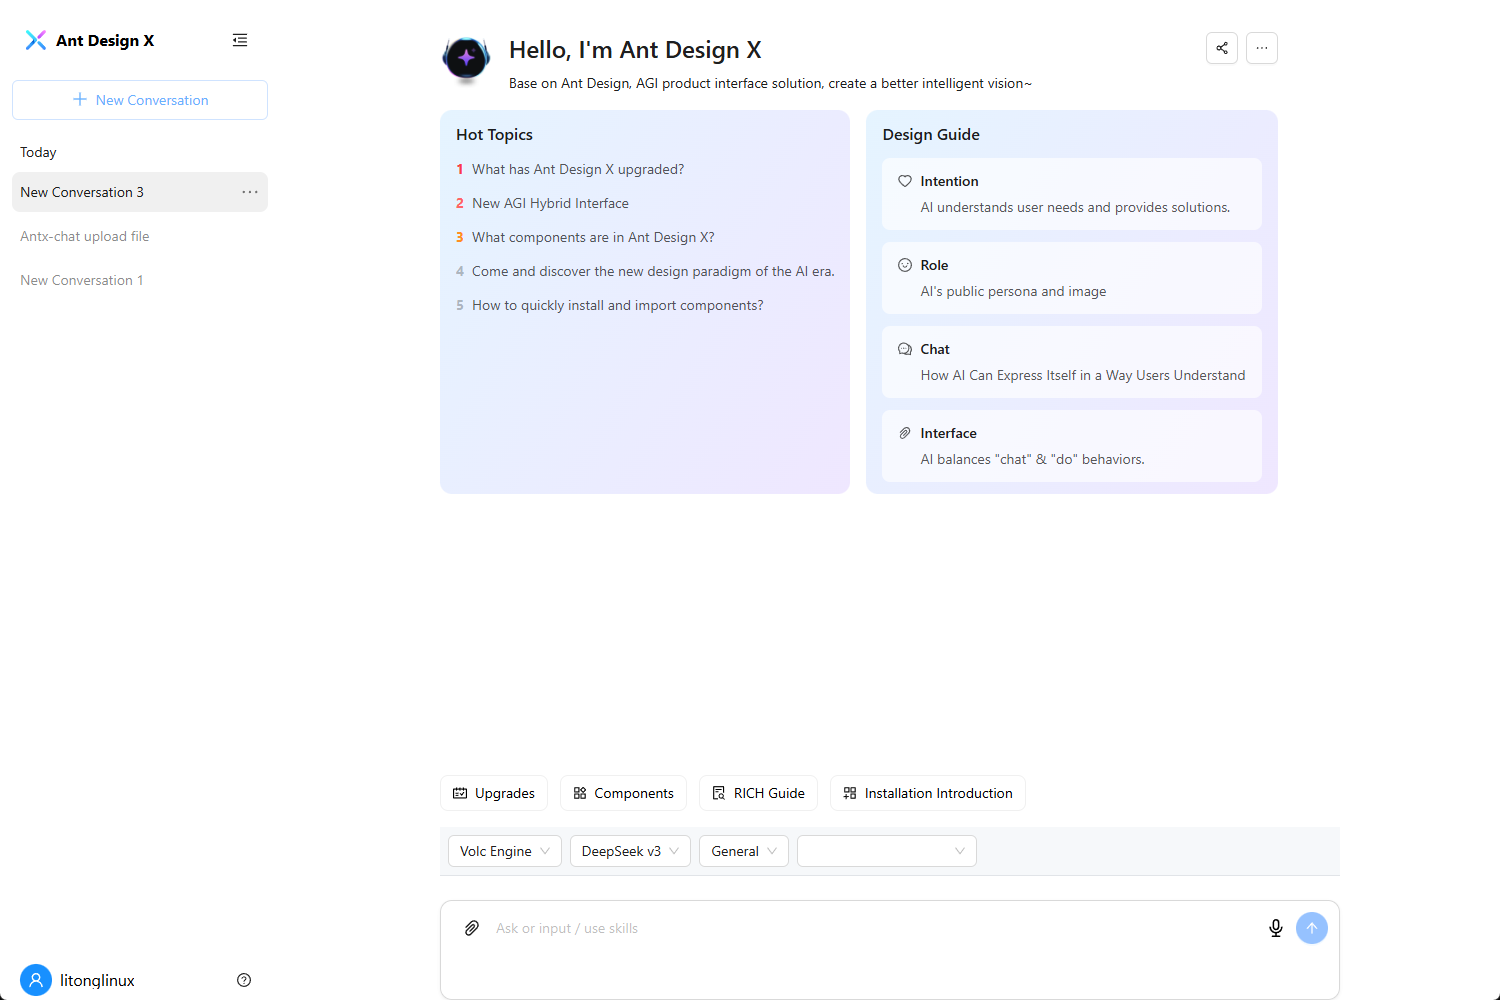 Ant Design X
New Conversation
Today
New Conversation 3
Antx-chat upload file
New Conversation 1
litonglinux
Hello, I'm Ant Design X
Base on Ant Design, AGI product interface solution, create a better intelligent vision~
Hot Topics
1 What has Ant Design X upgraded?
2 New AGI Hybrid Interface
3 What components are in Ant Design X?
4 Come and discover the new design paradigm of the AI era.
5 How to quickly install and import components?
Design Guide
Intention
AI understands user needs and provides solutions.
Role
AI's public persona and image
Chat
How AI Can Express Itself in a Way Users Understand
Interface
AI balances "chat" & "do" behaviors.
Upgrades Components RICH Guide Installation Introduction
Volc Engine DeepSeek v3 General
Ask or input / use skills